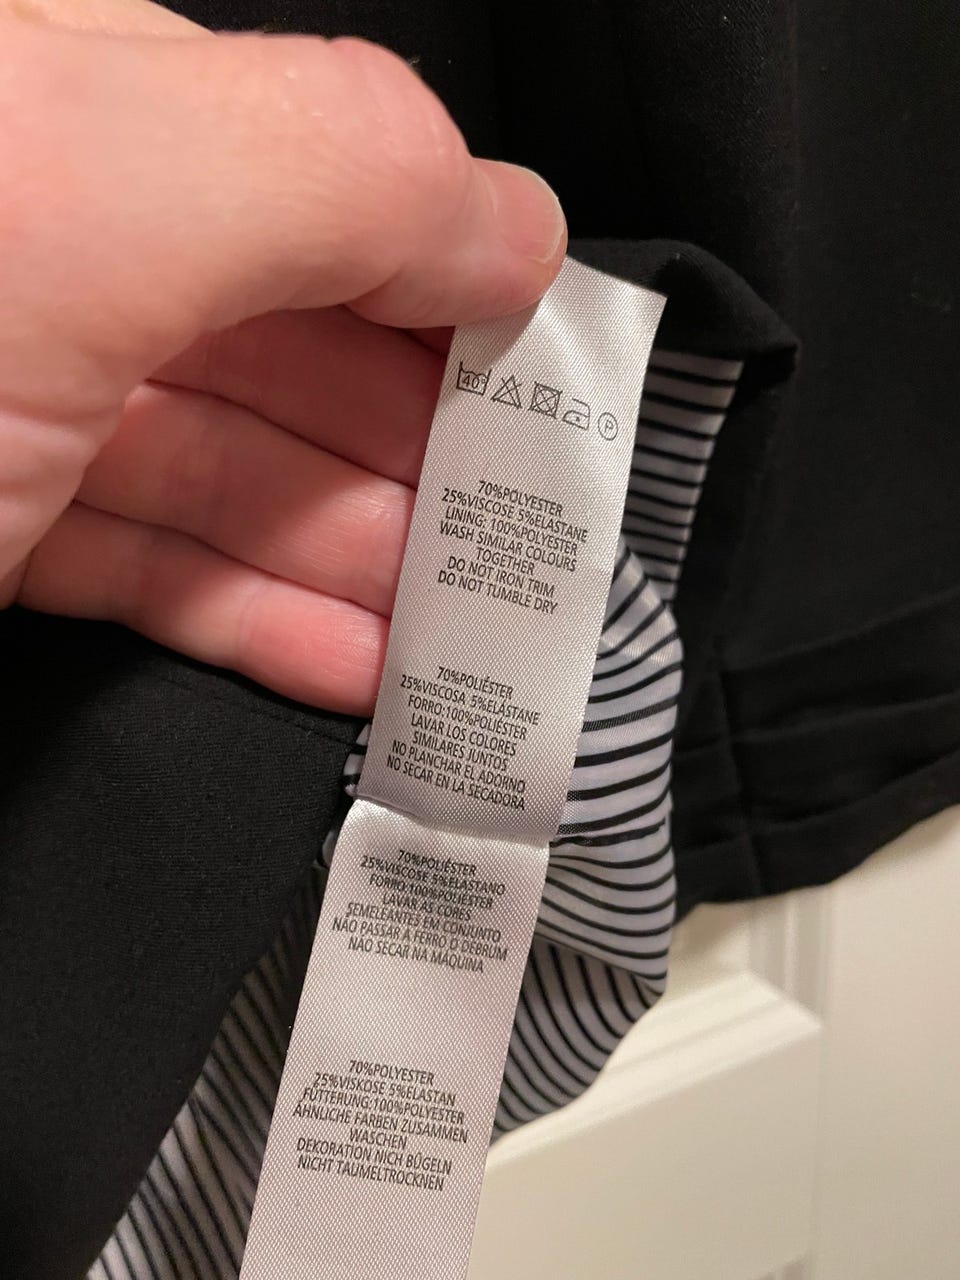 40°
P
70%POLYESTER
25%VISCOSE 5%ELASTANE
LINING: 100%POLYESTER
WASH SIMILAR COLOURS
TOGETHER
DO NOT IRON TRIM
DO NOT TUMBLE DRY
70%POLIÉSTER
25%VISCOSA 5%ELASTANE
FORRO:100%POLIÉSTER
LAVAR LOS COLORES
SIMILARES JUNTOS
NO PLANCHAR EL ADORNO
NO SECAR EN LA SECADORA
70%POLIÉSTER
25%VISCOSE 5%ELASTANO
FORRO:100%POLIESTER
LAVAR AS CORES
SEMELEANTES EM CONJUNTO
NÃO PASSAR A FERRO O DEBRUM
NÃO SECAR NA MAQUINA
70%POLYESTER
25%VISKOSE 5%ELASTAN
FÜTTERUNG:100%POLYESTER
ÄHNLICHE FARBEN ZUSAMMEN
WASCHEN
DEKORATION NICH BÜGELN
NICHT TAUMELTROCKNEN